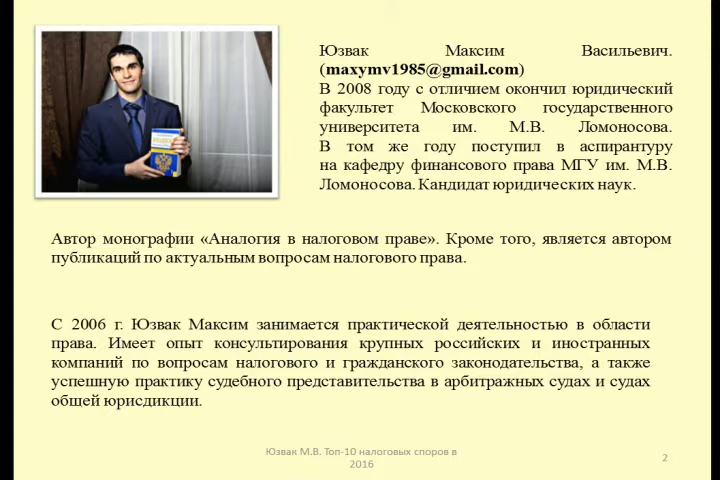 Юзвак Максим Васильевич.
(maxymv1985@gmail.com)
В 2008 году с отличием окончил юридический
факультет Московского государственного
университета им. М.В. Ломоносова.
В том же году поступил в аспирантуру
на кафедру финансового права МГУ им. М.В.
Ломоносова. Кандидат юридических наук.
Автор монографии «Аналогия в налоговом праве». Кроме того, является автором
публикаций по актуальным вопросам налогового права.
С 2006 г. Юзвак Максим занимается практической деятельностью в области
права. Имеет опыт консультирования крупных российских и иностранных
компаний по вопросам налогового и гражданского законодательства, а также
успешную практику судебного представительства в арбитражных судах и судах
общей юрисдикции.
Юзвак М.В. Топ-10 налоговых споров в
2016
2